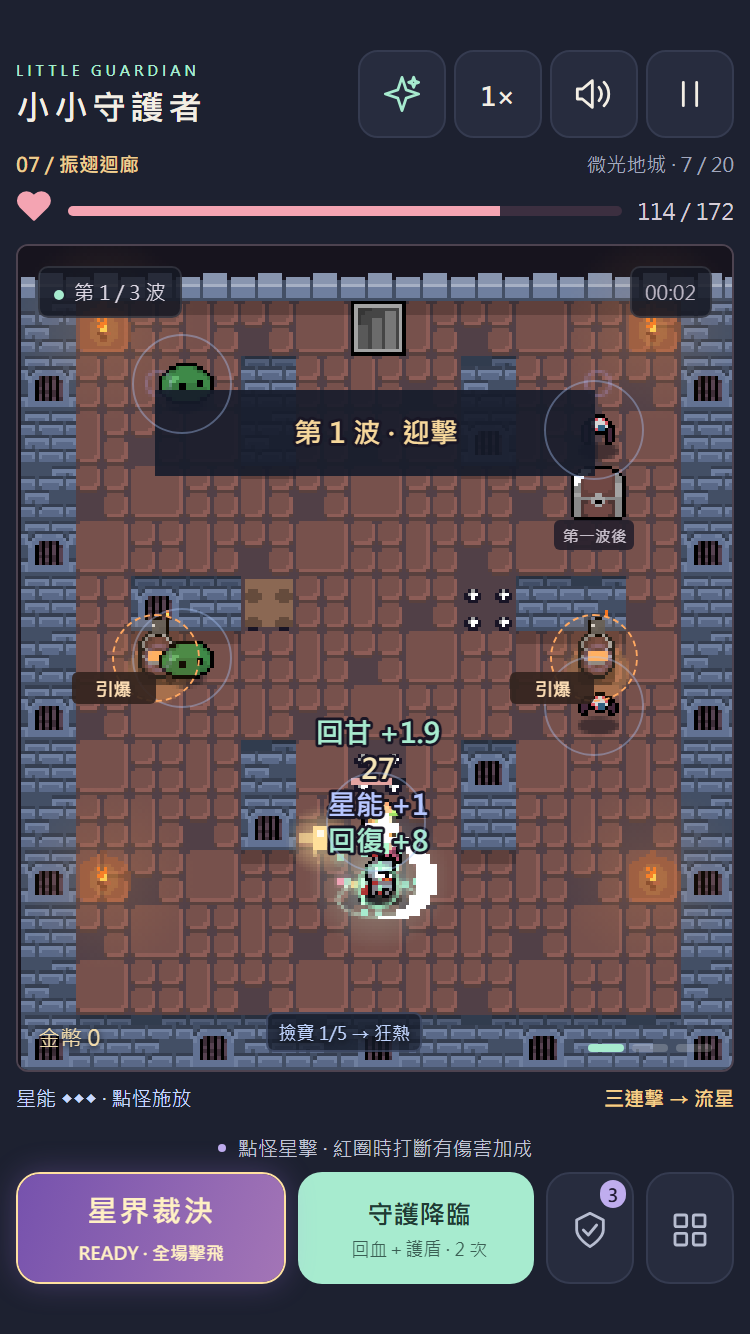 LITTLE GUARDIAN
小小守護者
1×
07 / 振翅迴廊
微光地城 · 7 / 20
114 / 172
第 1 / 3 波
00:02
第 1 波 · 迎擊
第一波後
引爆
引爆
回甘 +1.9
27
星能 +1
回復 +8
金幣 0
撿寶 1/5 → 狂熱
星能 ◆◆◆ · 點怪施放
三連擊 → 流星
點怪星擊 · 紅圈時打斷有傷害加成
星界裁決
READY · 全場擊飛
守護降臨
回血 + 護盾 · 2 次
3